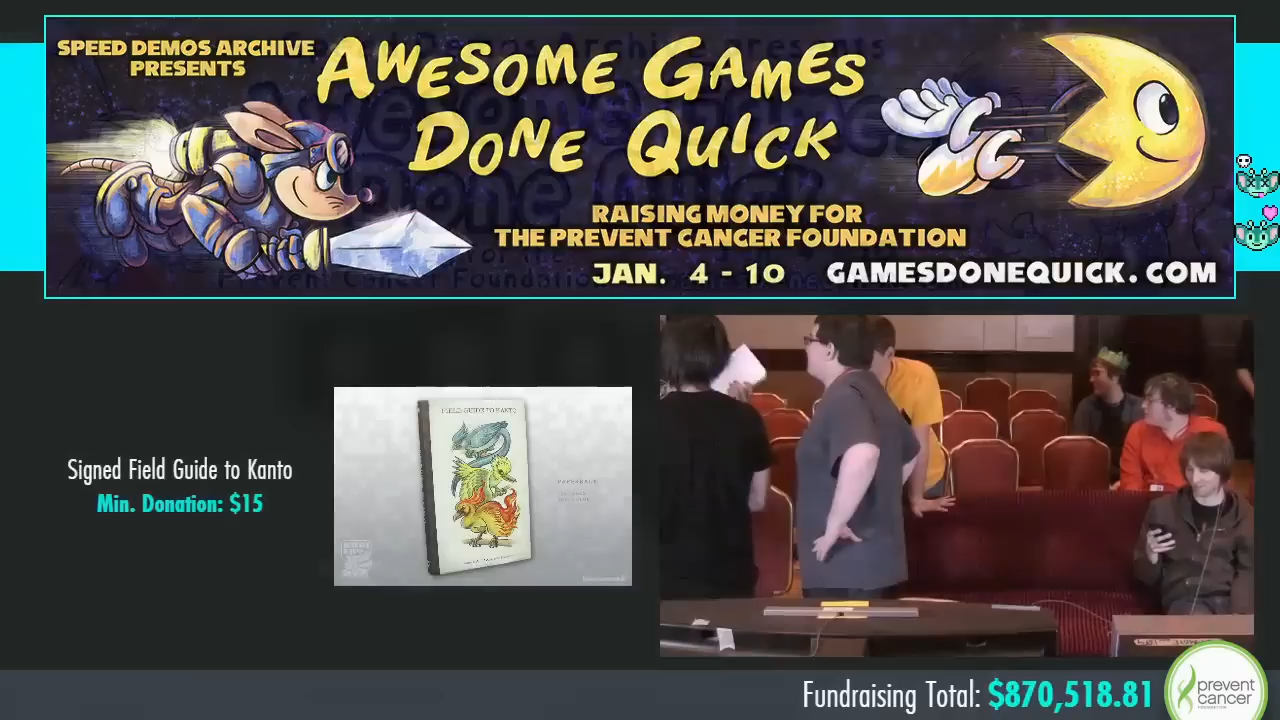 SPEED DEMOS ARCHIVE
PRESENTS
AWESOME GAMES
DONE QUICK
RAISING MONEY FOR
THE PREVENT CANCER FOUNDATION
JAN. 4 - 10 GAMESDONEQUICK.COM
Signed Field Guide to Kanto
Min. Donation: $15
FIELD GUIDE TO KANTO
PAPERBACK
Fundraising Total: $870,518.81
prevent
cancer
FOUNDATION